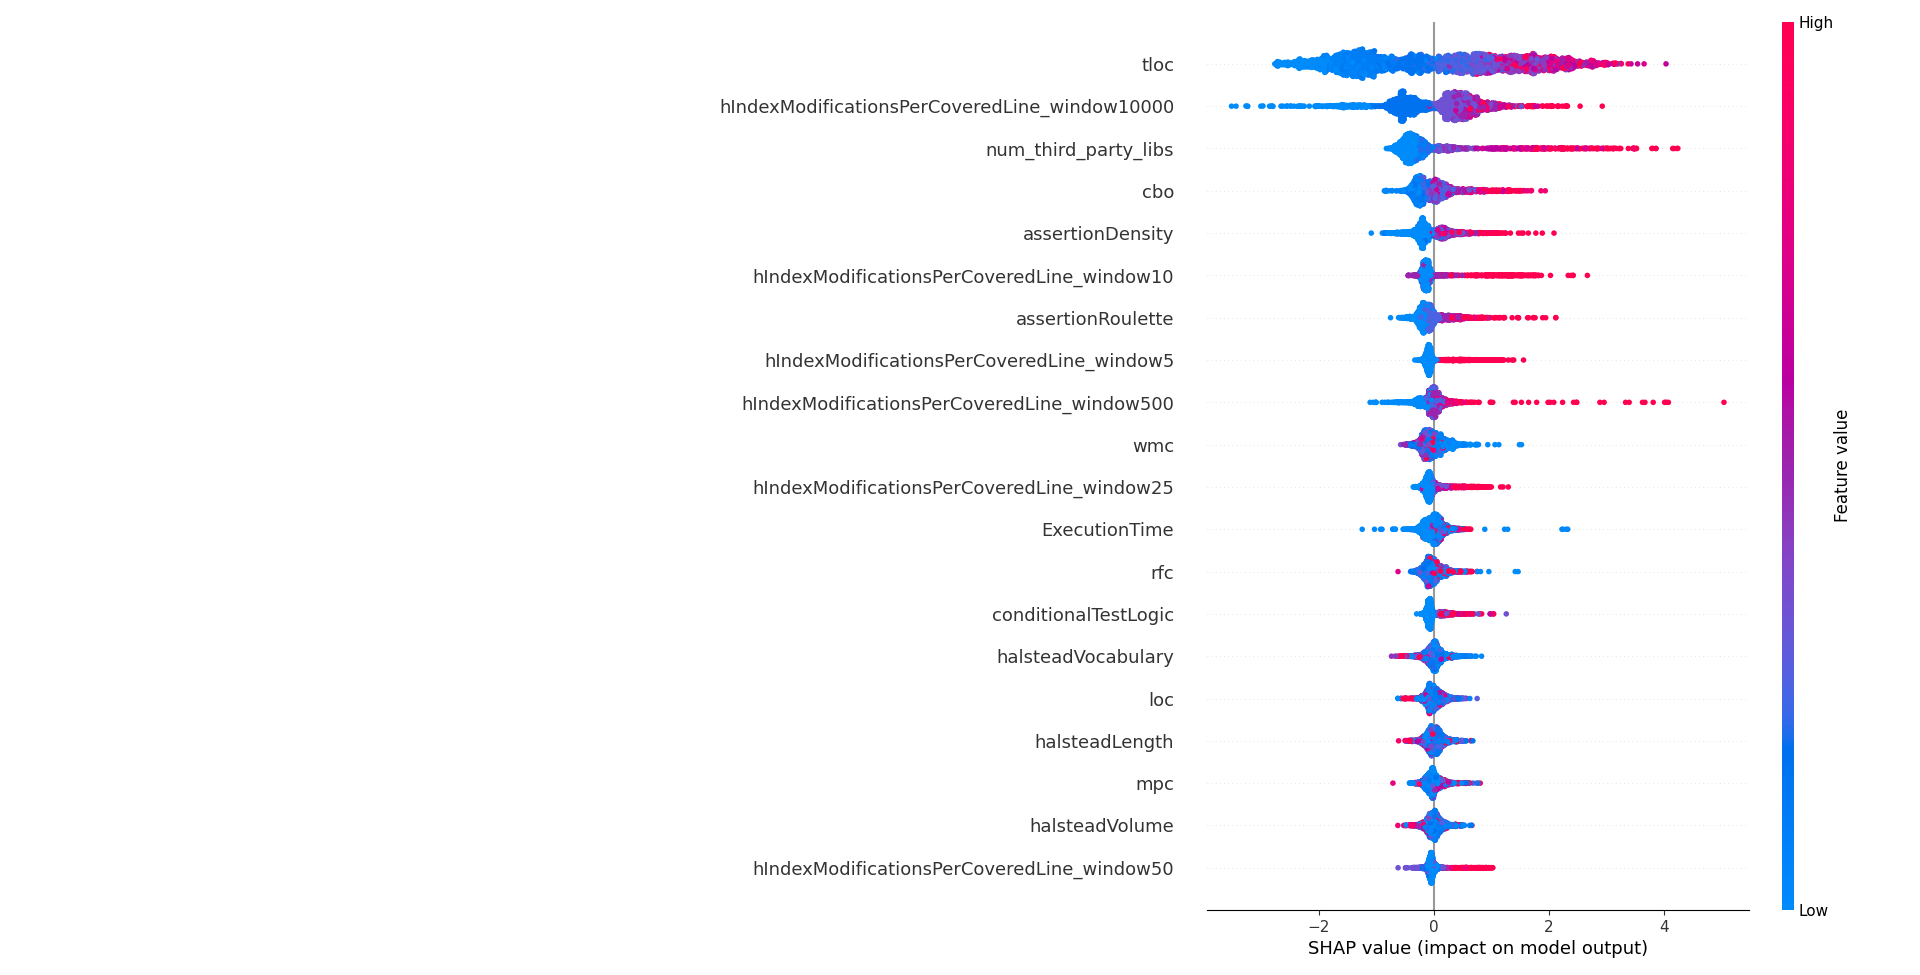 High
tloc
hIndexModificationsPerCoveredLine_window10000
num_third_party_libs
cbo
assertionDensity
hIndexModificationsPerCoveredLine_window10
assertionRoulette
hIndexModificationsPerCoveredLine_window5
hIndexModificationsPerCoveredLine_window500
wmc
hIndexModificationsPerCoveredLine_window25
ExecutionTime
rfc
conditionalTestLogic
halsteadVocabulary
loc
halsteadLength
mpc
halsteadVolume
hIndexModificationsPerCoveredLine_window50
Feature value
Low
−2 0 2 4
SHAP value (impact on model output)